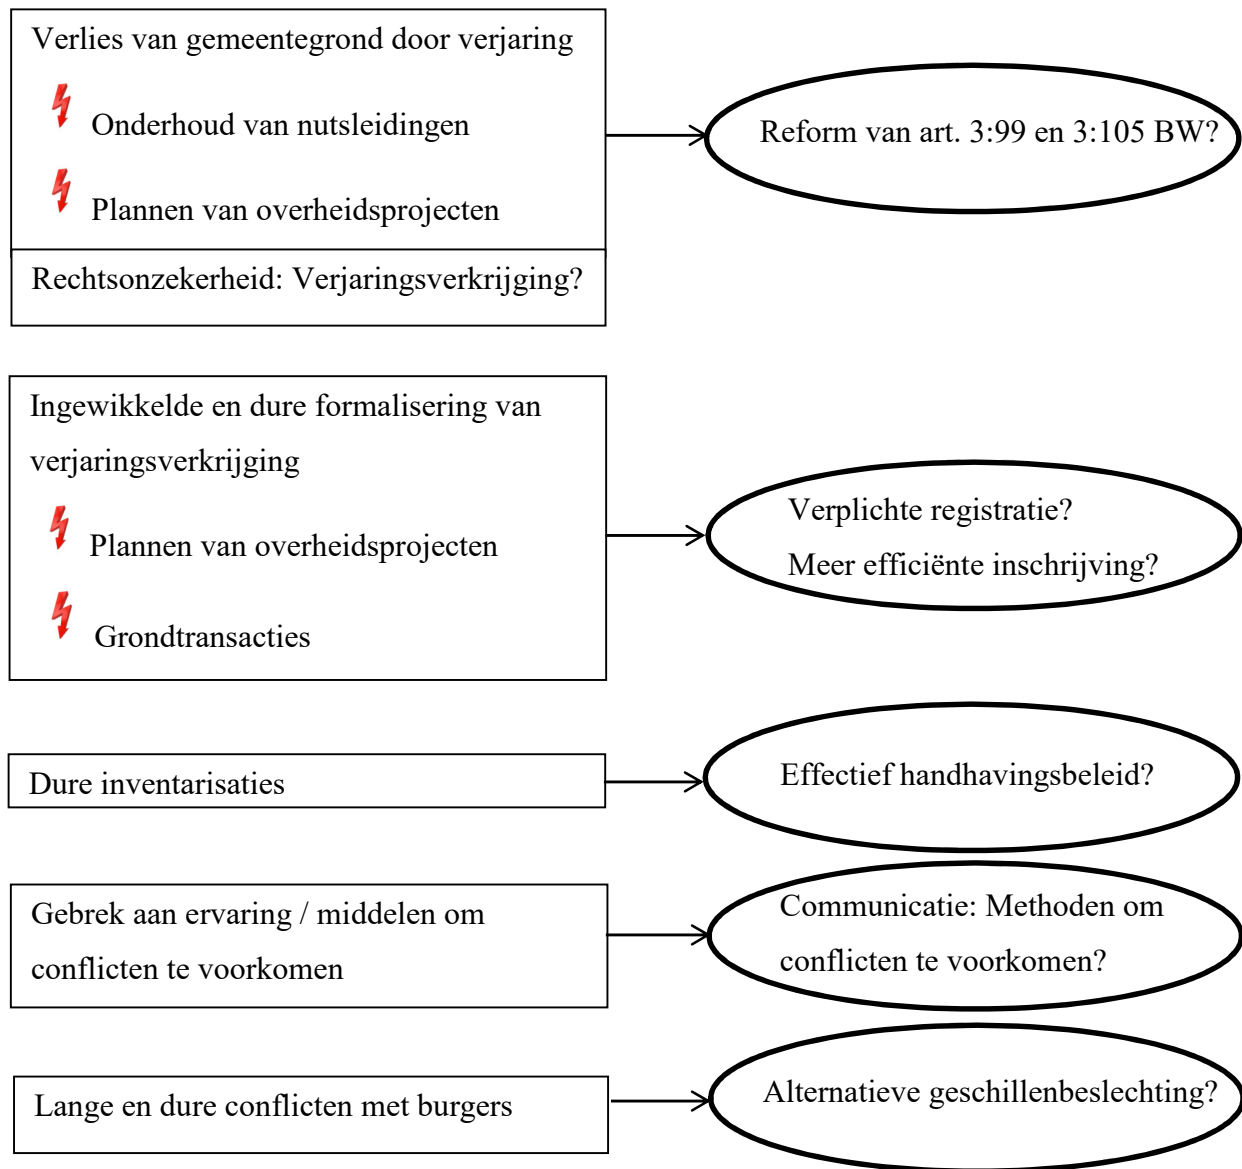 Verlies van gemeentegrond door verjaring
Onderhoud van nutsleidingen
Plannen van overheidsprojecten
Rechtsonzekerheid: Verjaringsverkrijging?
Reform van art. 3:99 en 3:105 BW?
Ingewikkelde en dure formalisering van
verjaringsverkrijging
Plannen van overheidsprojecten
Grondtransacties
Verplichte registratie?
Meer efficiënte inschrijving?
Dure inventarisaties
Effectief handhavingsbeleid?
Gebrek aan ervaring / middelen om
conflicten te voorkomen
Communicatie: Methoden om
conflicten te voorkomen?
Lange en dure conflicten met burgers
Alternatieve geschillenbeslechting?